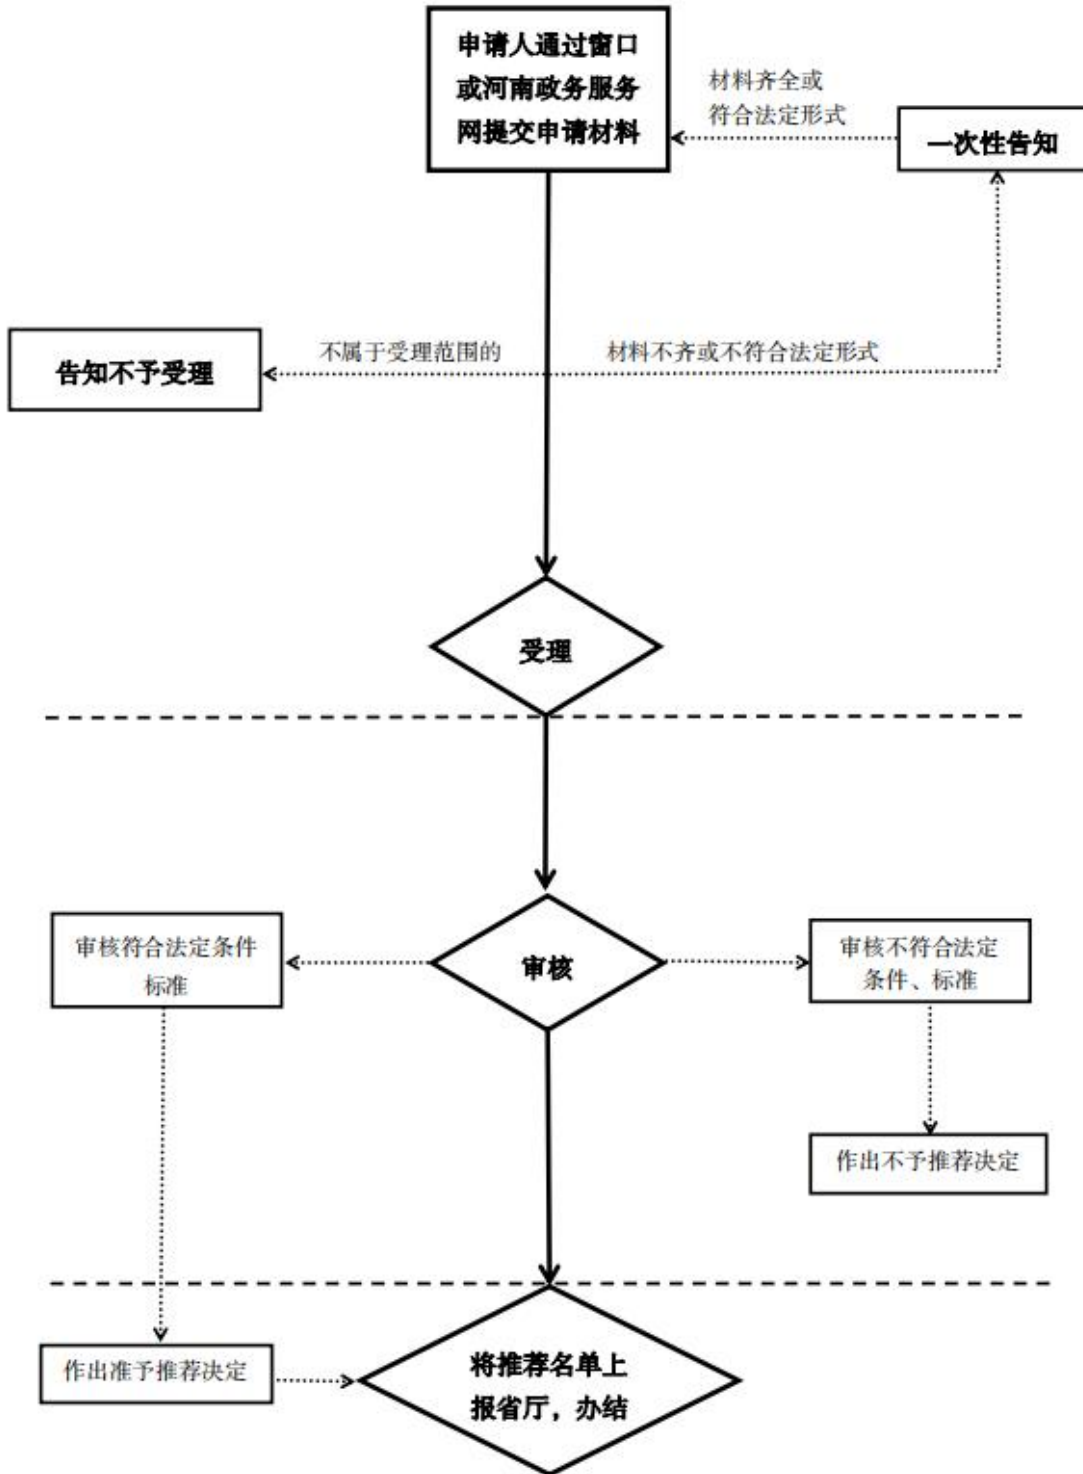 申请人通过窗口
或河南政务服务
网提交申请材料
材料齐全或
符合法定形式
一次性告知
告知不予受理
不属于受理范围的
材料不齐或不符合法定形式
受理
审核符合法定条件
标准
审核
审核不符合法定
条件、标准
作出不予推荐决定
作出准予推荐决定
将推荐名单上
报省厅，办结